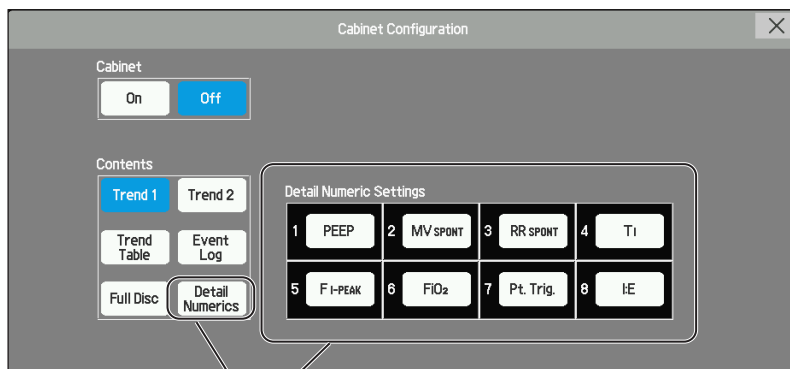 Cabinet Configuration
Cabinet
On Off
Contents
Trend 1 Trend 2
Trend Table Event Log
Full Disc Detail Numerics
Detail Numeric Settings
1 PEEP 2 MV SPONT 3 RR SPONT 4 TI
5 F I-PEAK 6 FiO₂ 7 Pt. Trig. 8 I:E